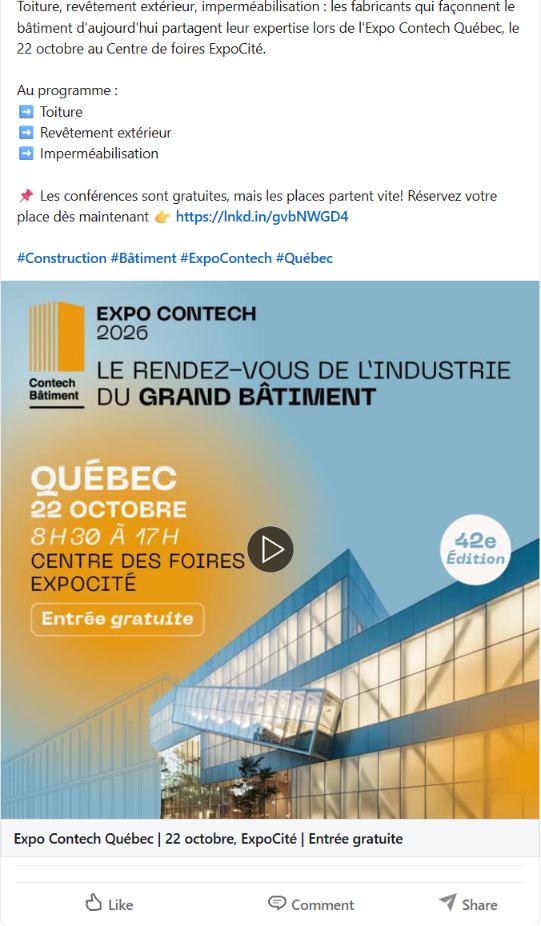 Toiture, revêtement extérieur, imperméabilisation : les fabricants qui façonnent le
bâtiment d'aujourd'hui partagent leur expertise lors de l'Expo Contech Québec, le
22 octobre au Centre de foires ExpoCité.
Au programme :
➡️ Toiture
➡️ Revêtement extérieur
➡️ Imperméabilisation
📌 Les conférences sont gratuites, mais les places partent vite! Réservez votre
place dès maintenant 👉 https://lnkd.in/gvbNWGD4
#Construction #Bâtiment #ExpoContech #Québec
Contech
Bâtiment
EXPO CONTECH
2026
LE RENDEZ-VOUS DE L'INDUSTRIE
DU GRAND BÂTIMENT
QUÉBEC
22 OCTOBRE
8H30 À 17H
CENTRE DES FOIRES
EXPOCITÉ
Entrée gratuite
42e
Édition
Expo Contech Québec | 22 octobre, ExpoCité | Entrée gratuite
Like
Comment
Share